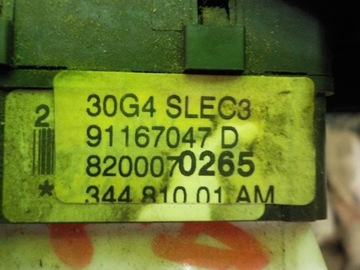 30G4 SLEC3
2
91167047 D
8200070265
*
344.810.01 AM